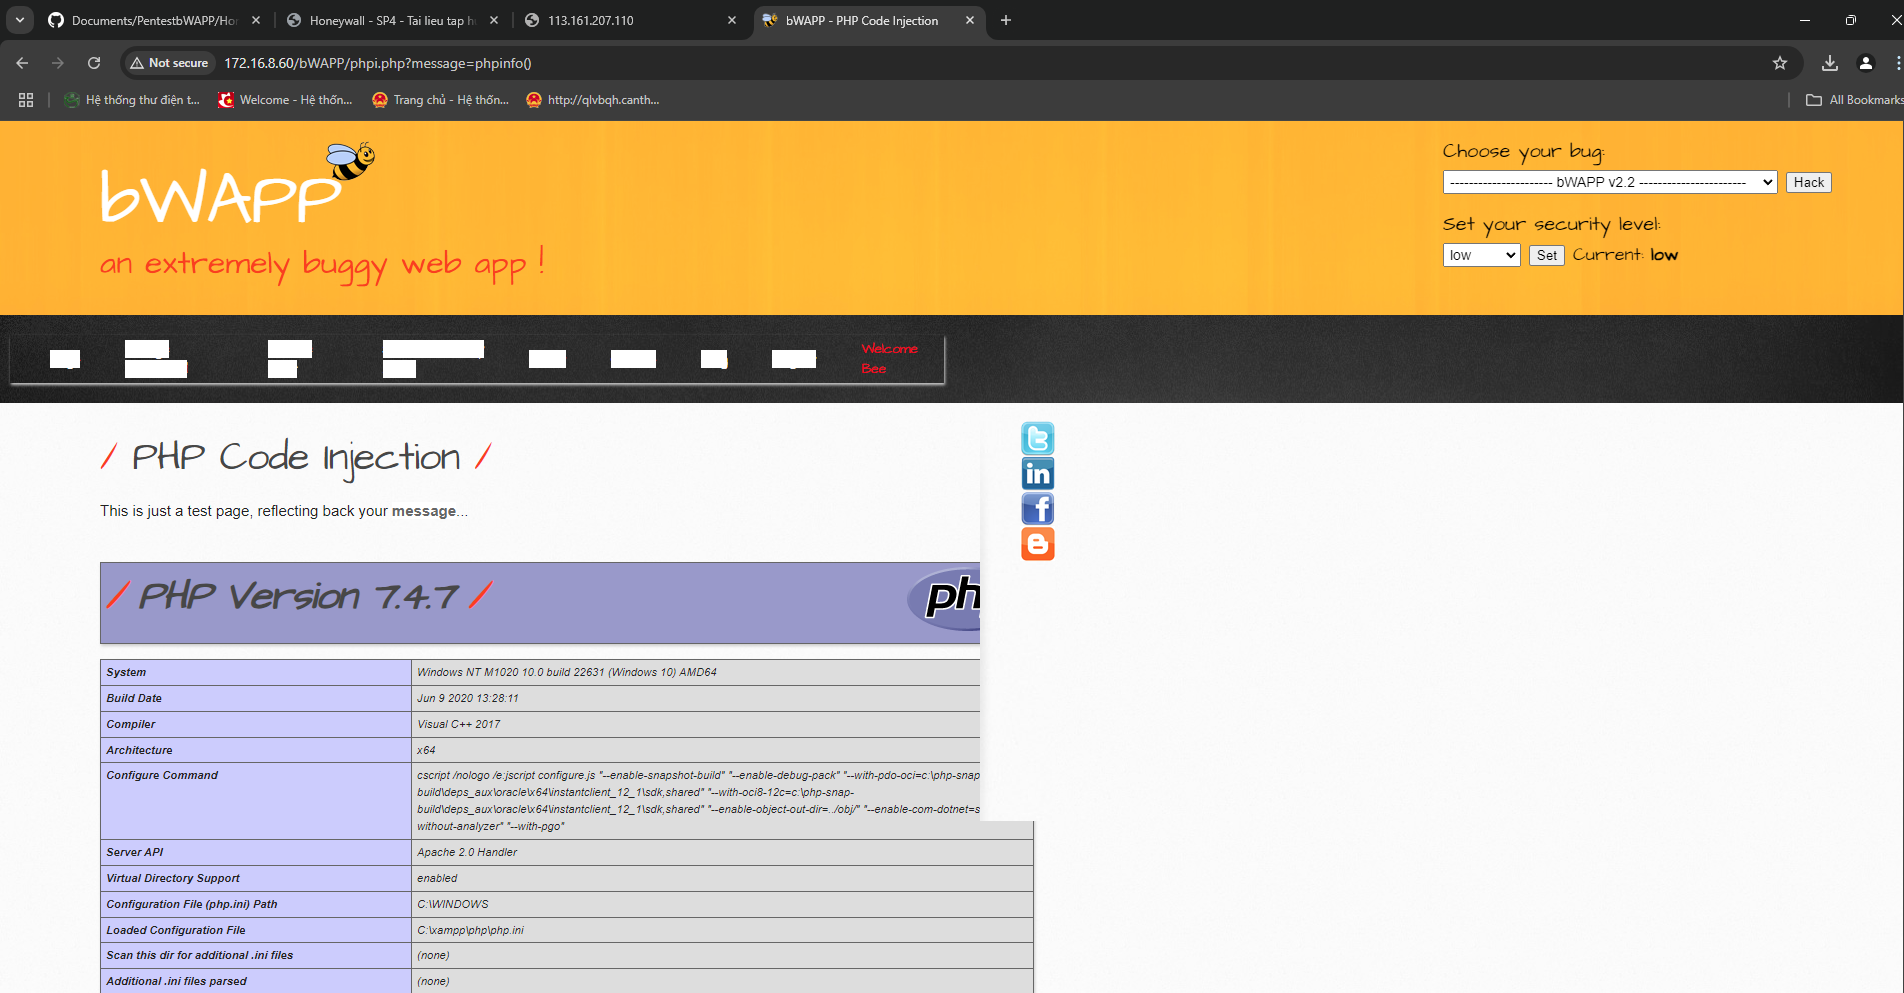 Documents/PentestbWAPP/Hor
Honeywall - SP4 - Tai lieu tap h
113.161.207.110
bWAPP - PHP Code Injection
Not secure
172.16.8.60/bWAPP/phpi.php?message=phpinfo()
Hệ thống thư điện t...
Welcome - Hệ thốn...
Trang chủ - Hệ thốn...
http://qlvbqh.canth...
All Bookmarks
bWAPP
an extremely buggy web app !
Choose your bug:
---------------------- bWAPP v2.2 -----------------------
Hack
Set your security level:
low
Set
Current: low
Welcome
Bee
/ PHP Code Injection /
This is just a test page, reflecting back your message...
/ PHP Version 7.4.7 /
php
System
Windows NT M1020 10.0 build 22631 (Windows 10) AMD64
Build Date
Jun 9 2020 13:28:11
Compiler
Visual C++ 2017
Architecture
x64
Configure Command
cscript /nologo /e:jscript configure.js "--enable-snapshot-build" "--enable-debug-pack" "--with-pdo-oci=c:\php-snap
build\deps_aux\oracle\x64\instantclient_12_1\sdk,shared" "--with-oci8-12c=c:\php-snap-
build\deps_aux\oracle\x64\instantclient_12_1\sdk,shared" "--enable-object-out-dir=../obj/" "--enable-com-dotnet=s
without-analyzer" "--with-pgo"
Server API
Apache 2.0 Handler
Virtual Directory Support
enabled
Configuration File (php.ini) Path
C:\WINDOWS
Loaded Configuration File
C:\xampp\php\php.ini
Scan this dir for additional .ini files
(none)
Additional .ini files parsed
(none)